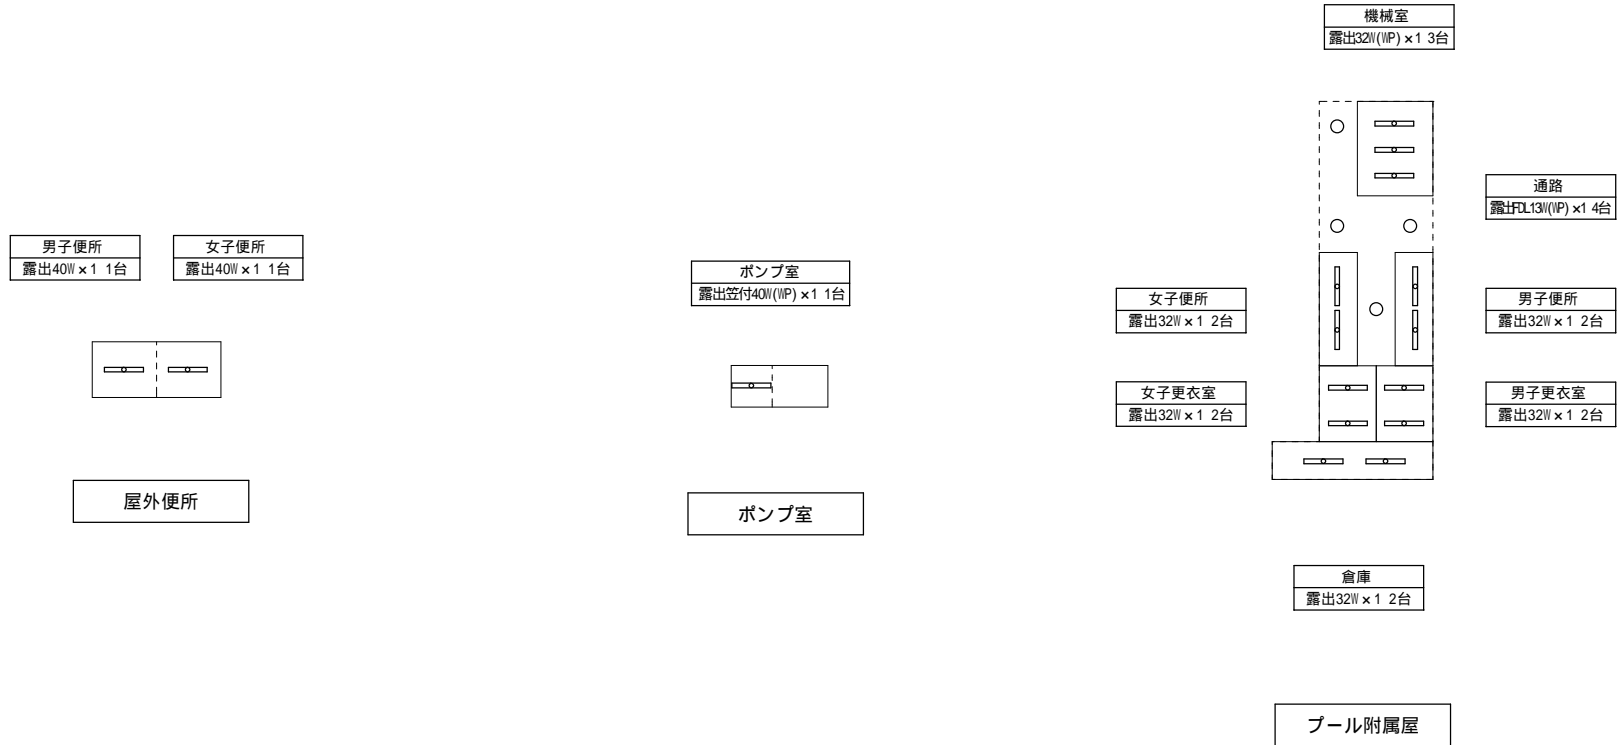 機械室
露出32W(WP)×1 3台
通路
露出FDL13W(WP)×1 4台
男子便所
露出40W×1 1台
女子便所
露出40W×1 1台
ポンプ室
露出笠付40W(WP)×1 1台
女子便所
露出32W×1 2台
男子便所
露出32W×1 2台
女子更衣室
露出32W×1 2台
男子更衣室
露出32W×1 2台
屋外便所
ポンプ室
倉庫
露出32W×1 2台
プール附属屋